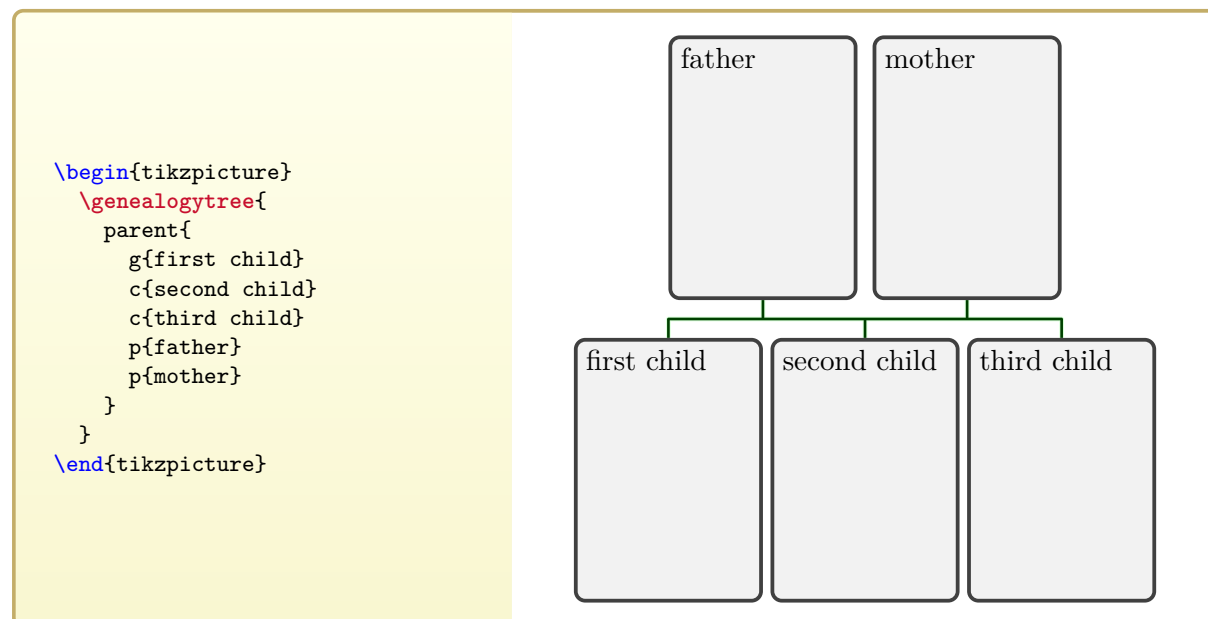 \begin{tikzpicture}
  \genealogytree{
    parent{
      g{first child}
      c{second child}
      c{third child}
      p{father}
      p{mother}
    }
  }
\end{tikzpicture}
father
mother
first child
second child
third child